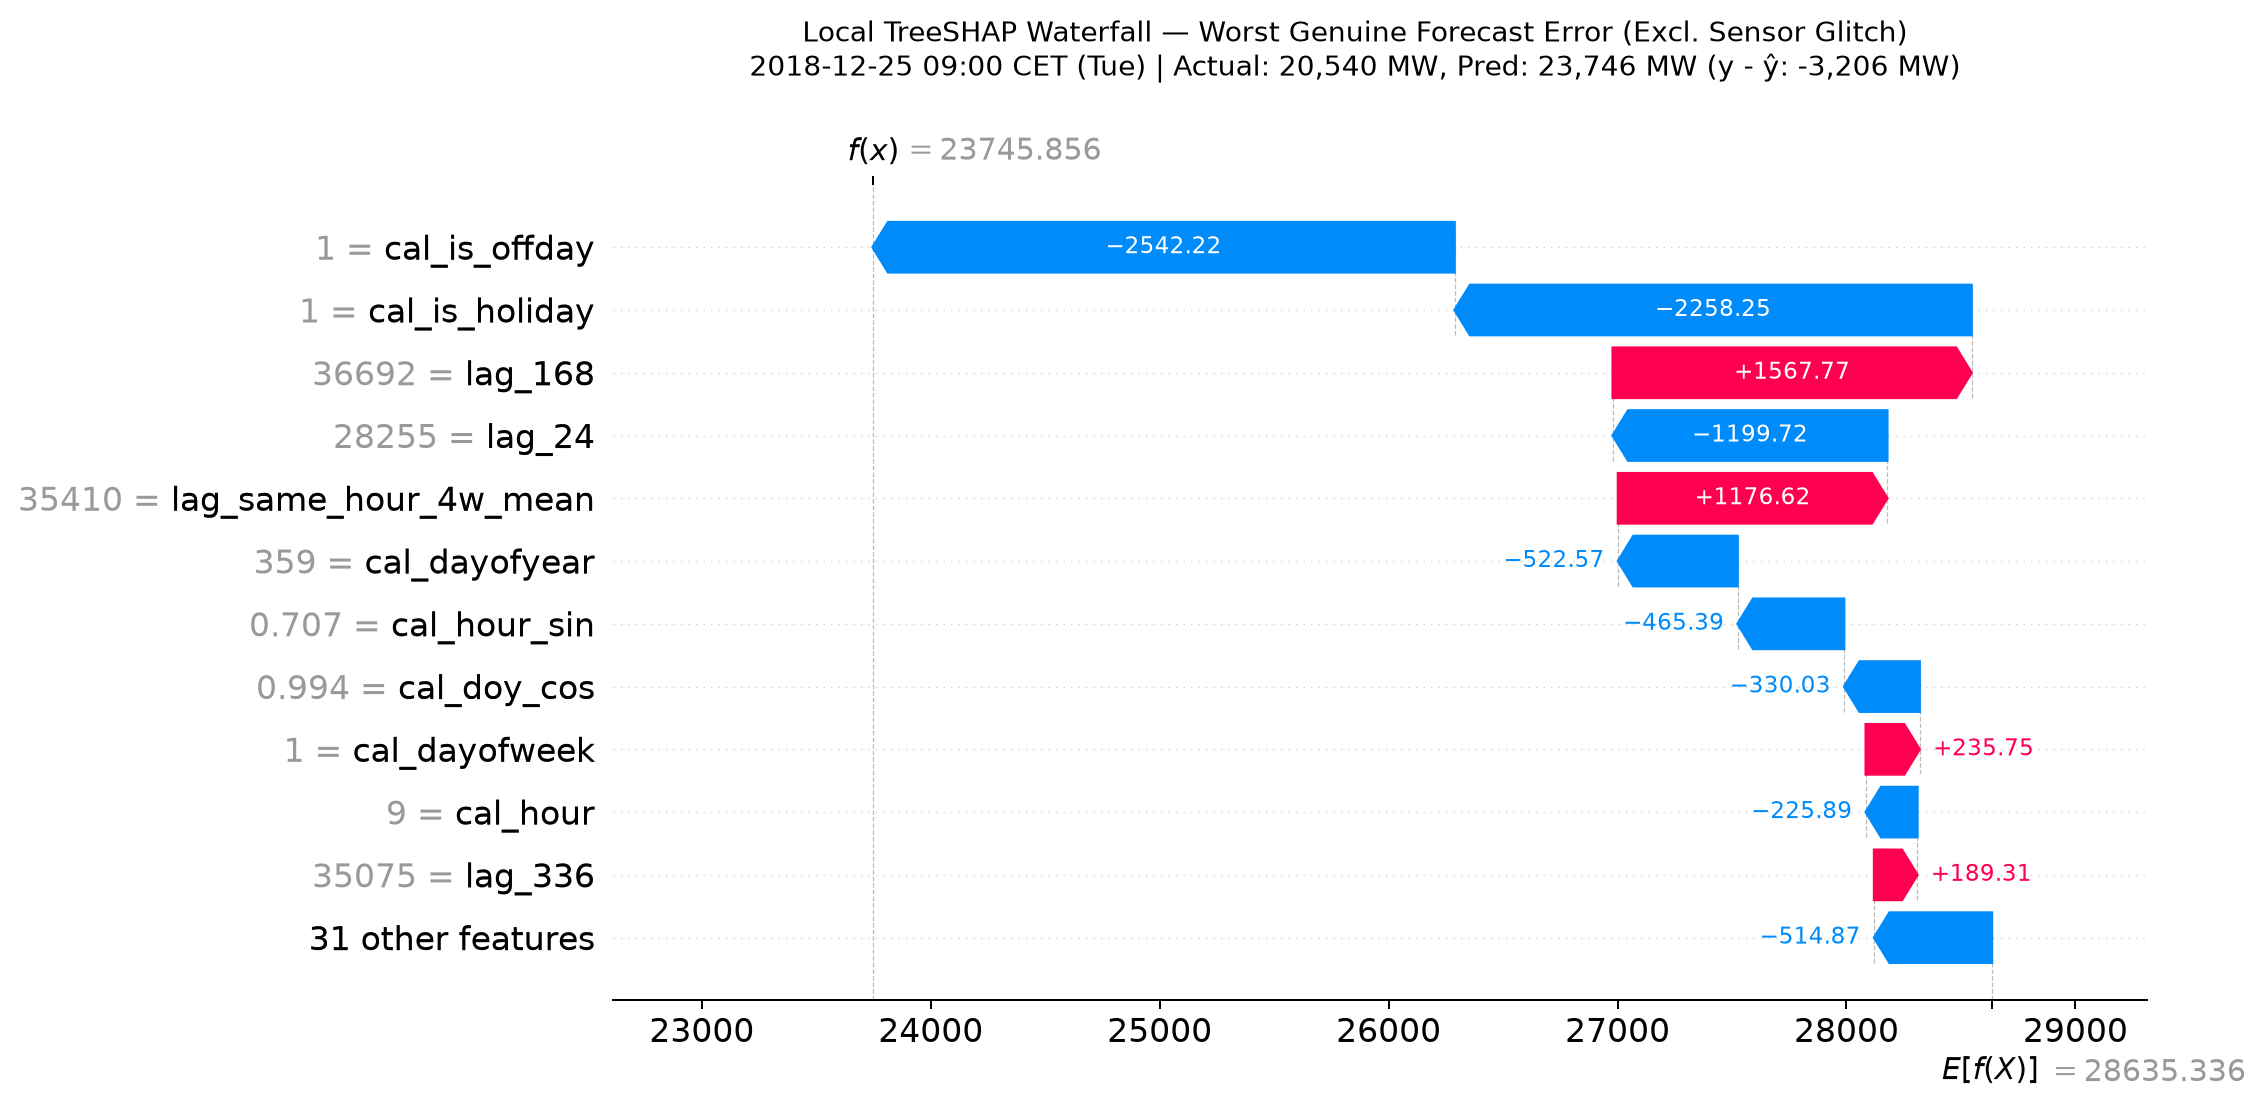 Local TreeSHAP Waterfall — Worst Genuine Forecast Error (Excl. Sensor Glitch)
2018-12-25 09:00 CET (Tue) | Actual: 20,540 MW, Pred: 23,746 MW (y - ŷ: -3,206 MW)
f(x) = 23745.856
1 = cal_is_offday −2542.22
1 = cal_is_holiday −2258.25
36692 = lag_168 +1567.77
28255 = lag_24 −1199.72
35410 = lag_same_hour_4w_mean +1176.62
359 = cal_dayofyear −522.57
0.707 = cal_hour_sin −465.39
0.994 = cal_doy_cos −330.03
1 = cal_dayofweek +235.75
9 = cal_hour −225.89
35075 = lag_336 +189.31
31 other features −514.87
23000 24000 25000 26000 27000 28000 29000
E[f(X)] = 28635.336